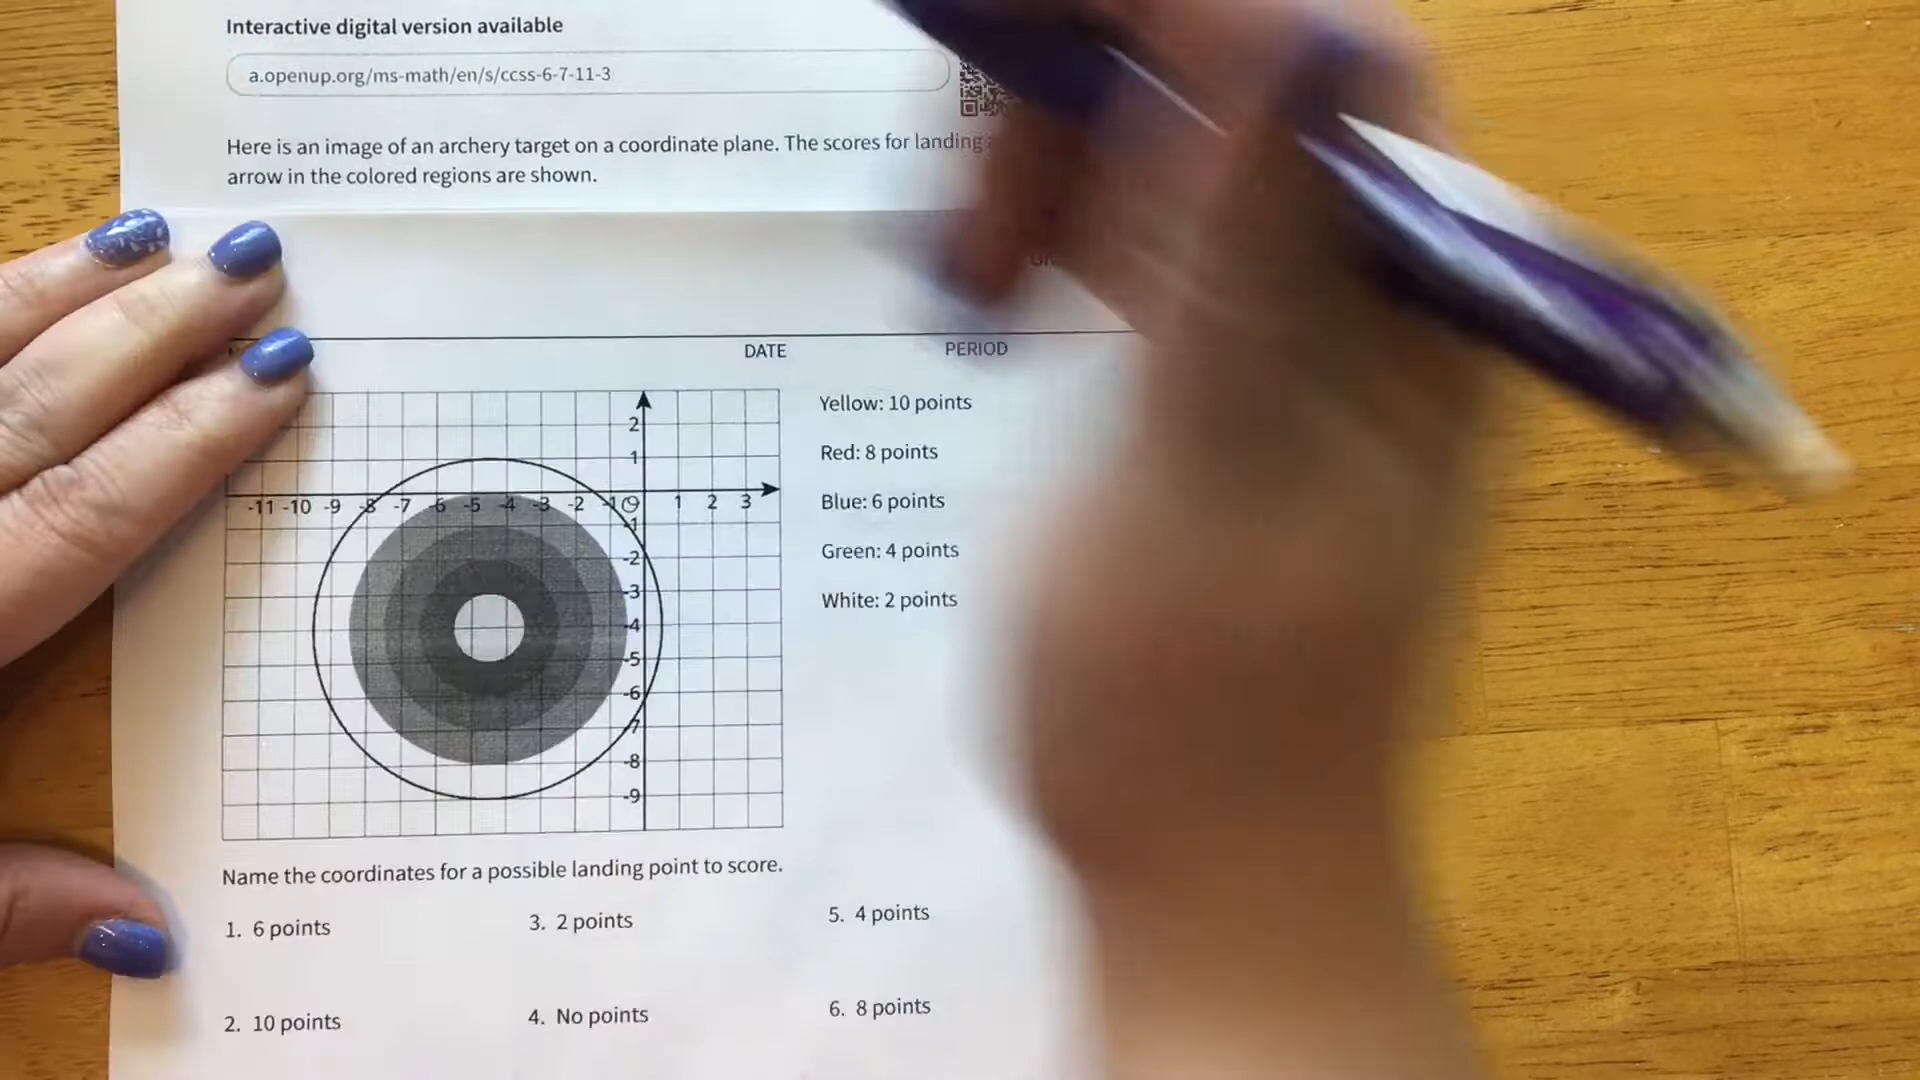 Interactive digital version available
a.openup.org/ms-math/en/s/ccss-6-7-11-3
Here is an image of an archery target on a coordinate plane. The scores for landing
arrow in the colored regions are shown.
DATE PERIOD
2
1
-11 -10 -9 -8 -7 -6 -5 -4 -3 -2 -1 O 1 2 3
-1
-2
-3
-4
-5
-6
-7
-8
-9
Yellow: 10 points
Red: 8 points
Blue: 6 points
Green: 4 points
White: 2 points
Name the coordinates for a possible landing point to score.
1. 6 points 3. 2 points 5. 4 points
2. 10 points 4. No points 6. 8 points